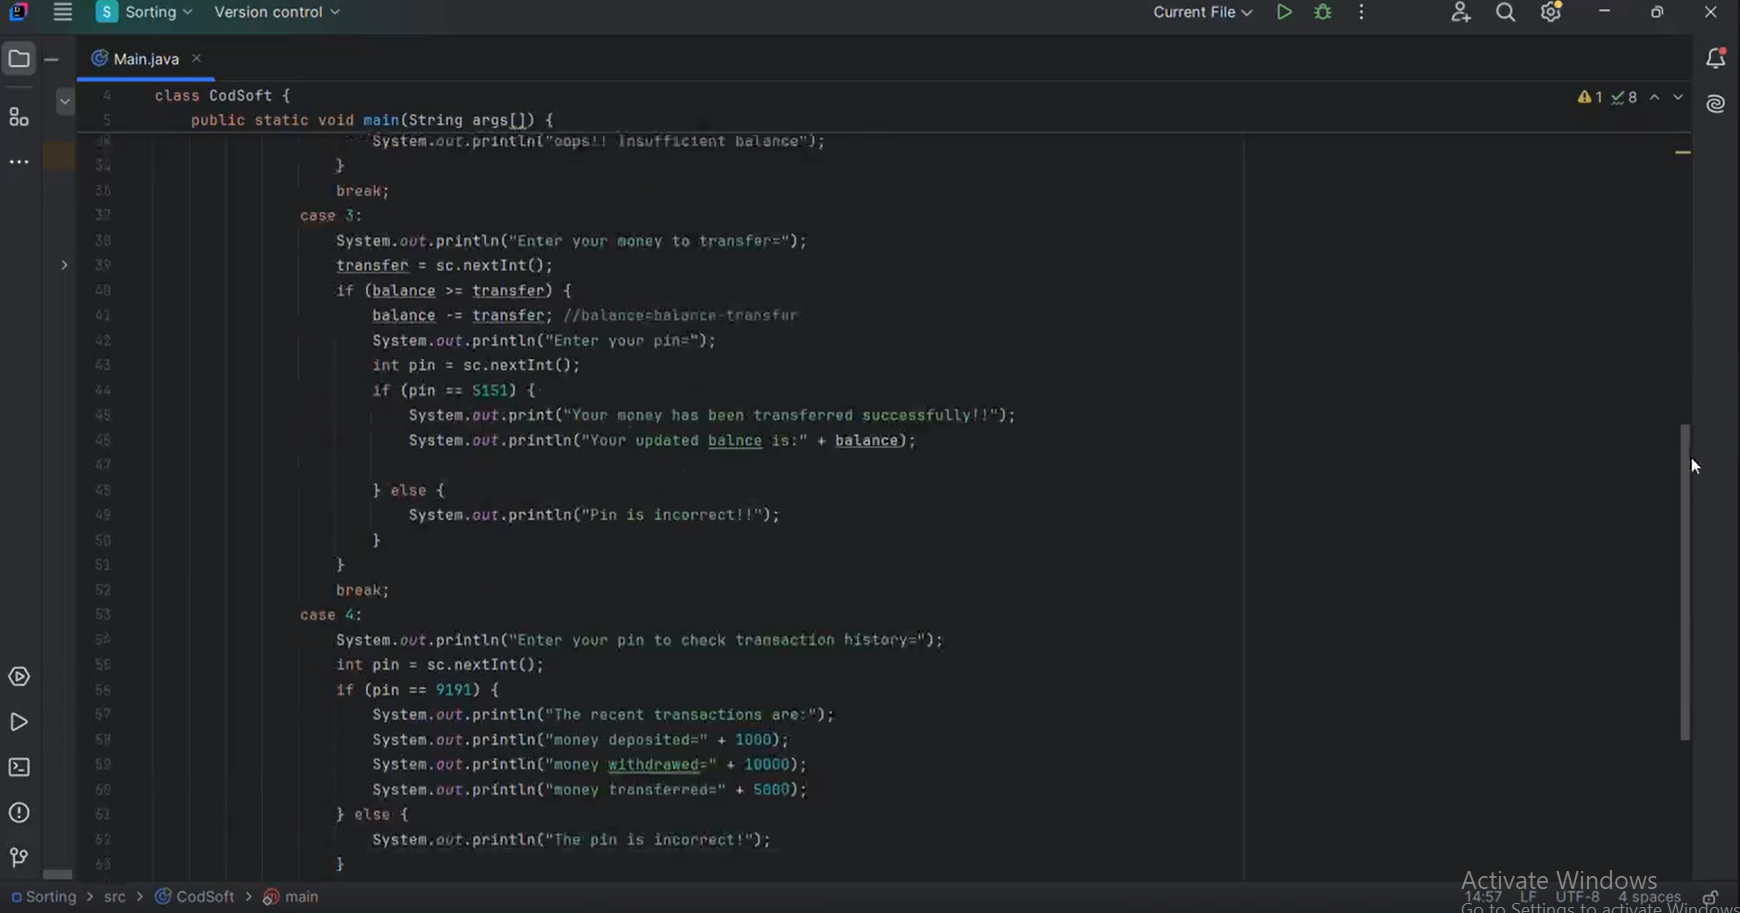 S Sorting Version control Current File
Main.java
4 class CodSoft {
5 public static void main(String args[]) {
System.out.println("oops!! Insufficient balance");
34 }
36 break;
37 case 3:
38 System.out.println("Enter your money to transfer=");
39 transfer = sc.nextInt();
40 if (balance >= transfer) {
41 balance -= transfer; //balance=balance-transfer
42 System.out.println("Enter your pin=");
43 int pin = sc.nextInt();
44 if (pin == 5151) {
45 System.out.print("Your money has been transferred successfully!!");
46 System.out.println("Your updated balnce is:" + balance);
47
48 } else {
49 System.out.println("Pin is incorrect!!");
50 }
51 }
52 break;
53 case 4:
54 System.out.println("Enter your pin to check transaction history=");
55 int pin = sc.nextInt();
56 if (pin == 9191) {
57 System.out.println("The recent transactions are:");
58 System.out.println("money deposited=" + 1000);
59 System.out.println("money withdrawed=" + 10000);
60 System.out.println("money transferred=" + 5000);
61 } else {
62 System.out.println("The pin is incorrect!");
63 }
1 8
Activate Windows
Go to Settings to activate Windows
Sorting > src > CodSoft > main 14:57 LF UTF-8 4 spaces